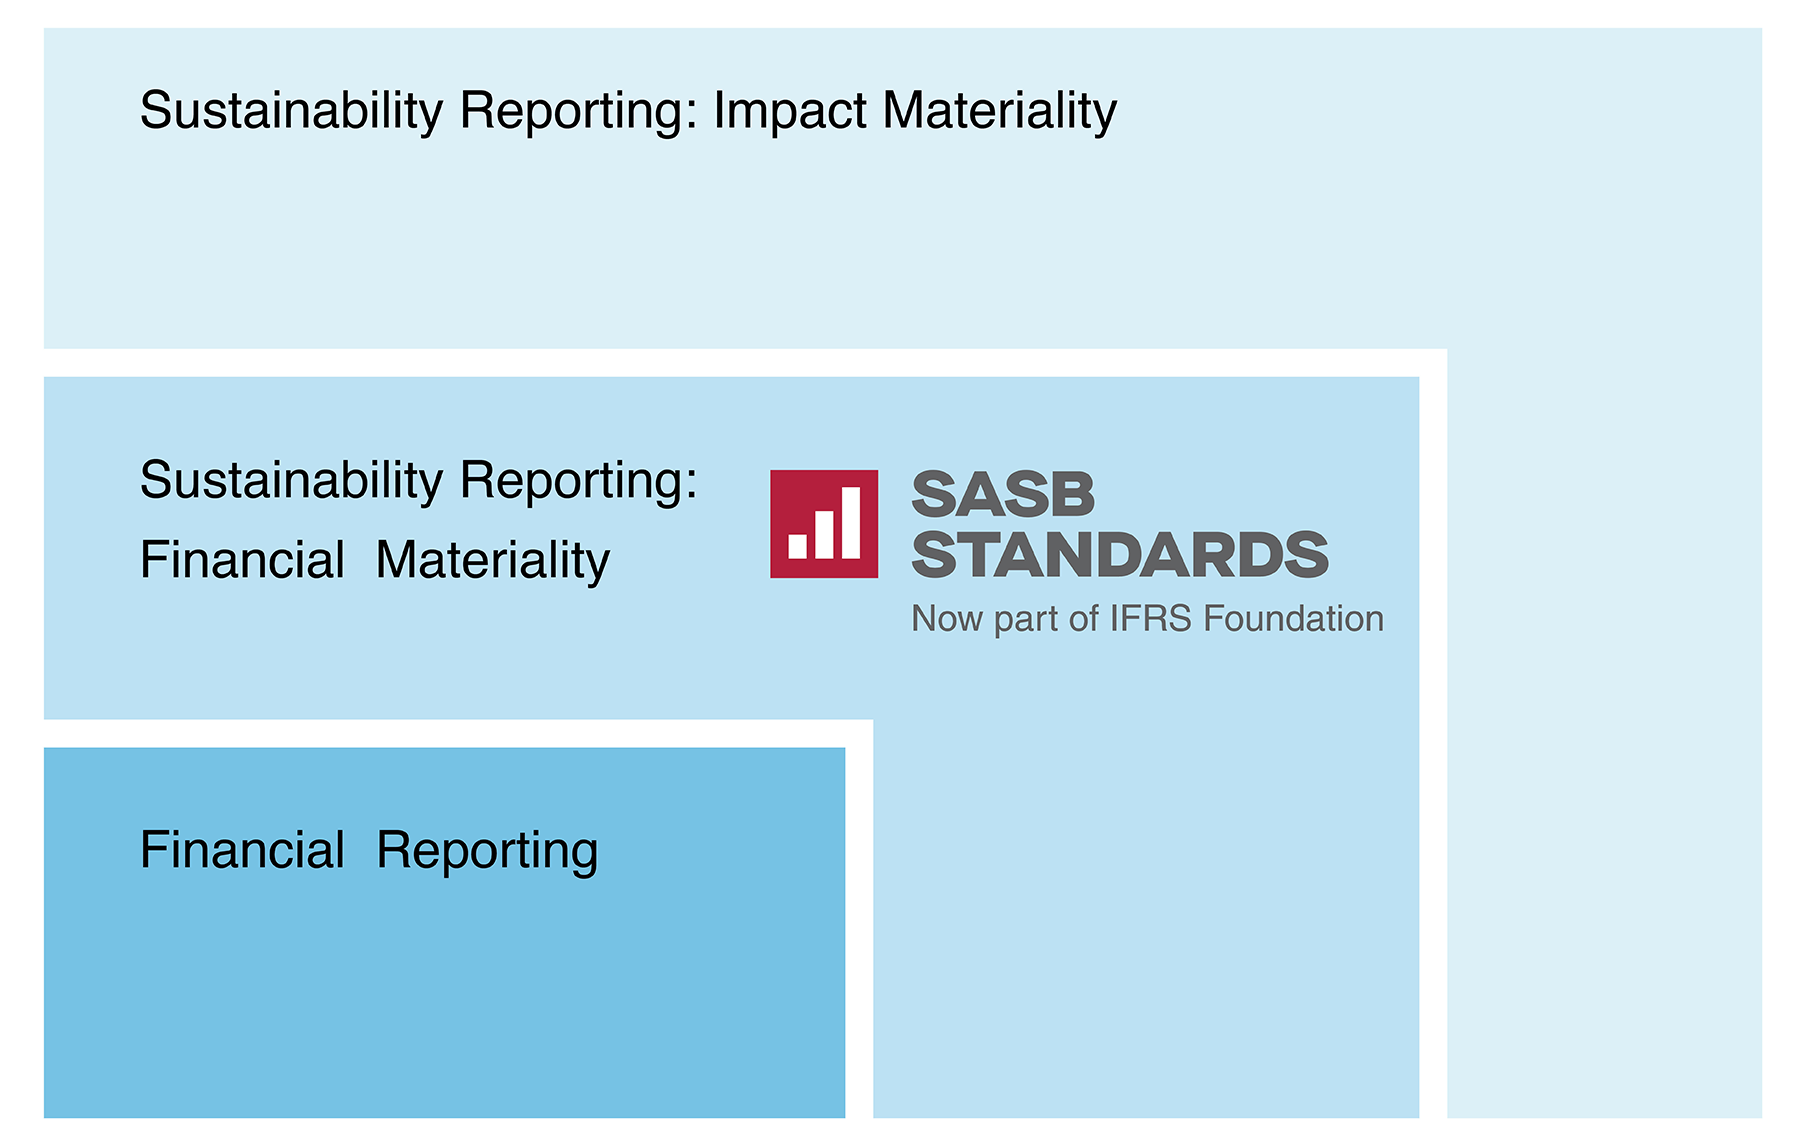 Sustainability Reporting: Impact Materiality
Sustainability Reporting:
Financial Materiality
SASB
STANDARDS
Now part of IFRS Foundation
Financial Reporting